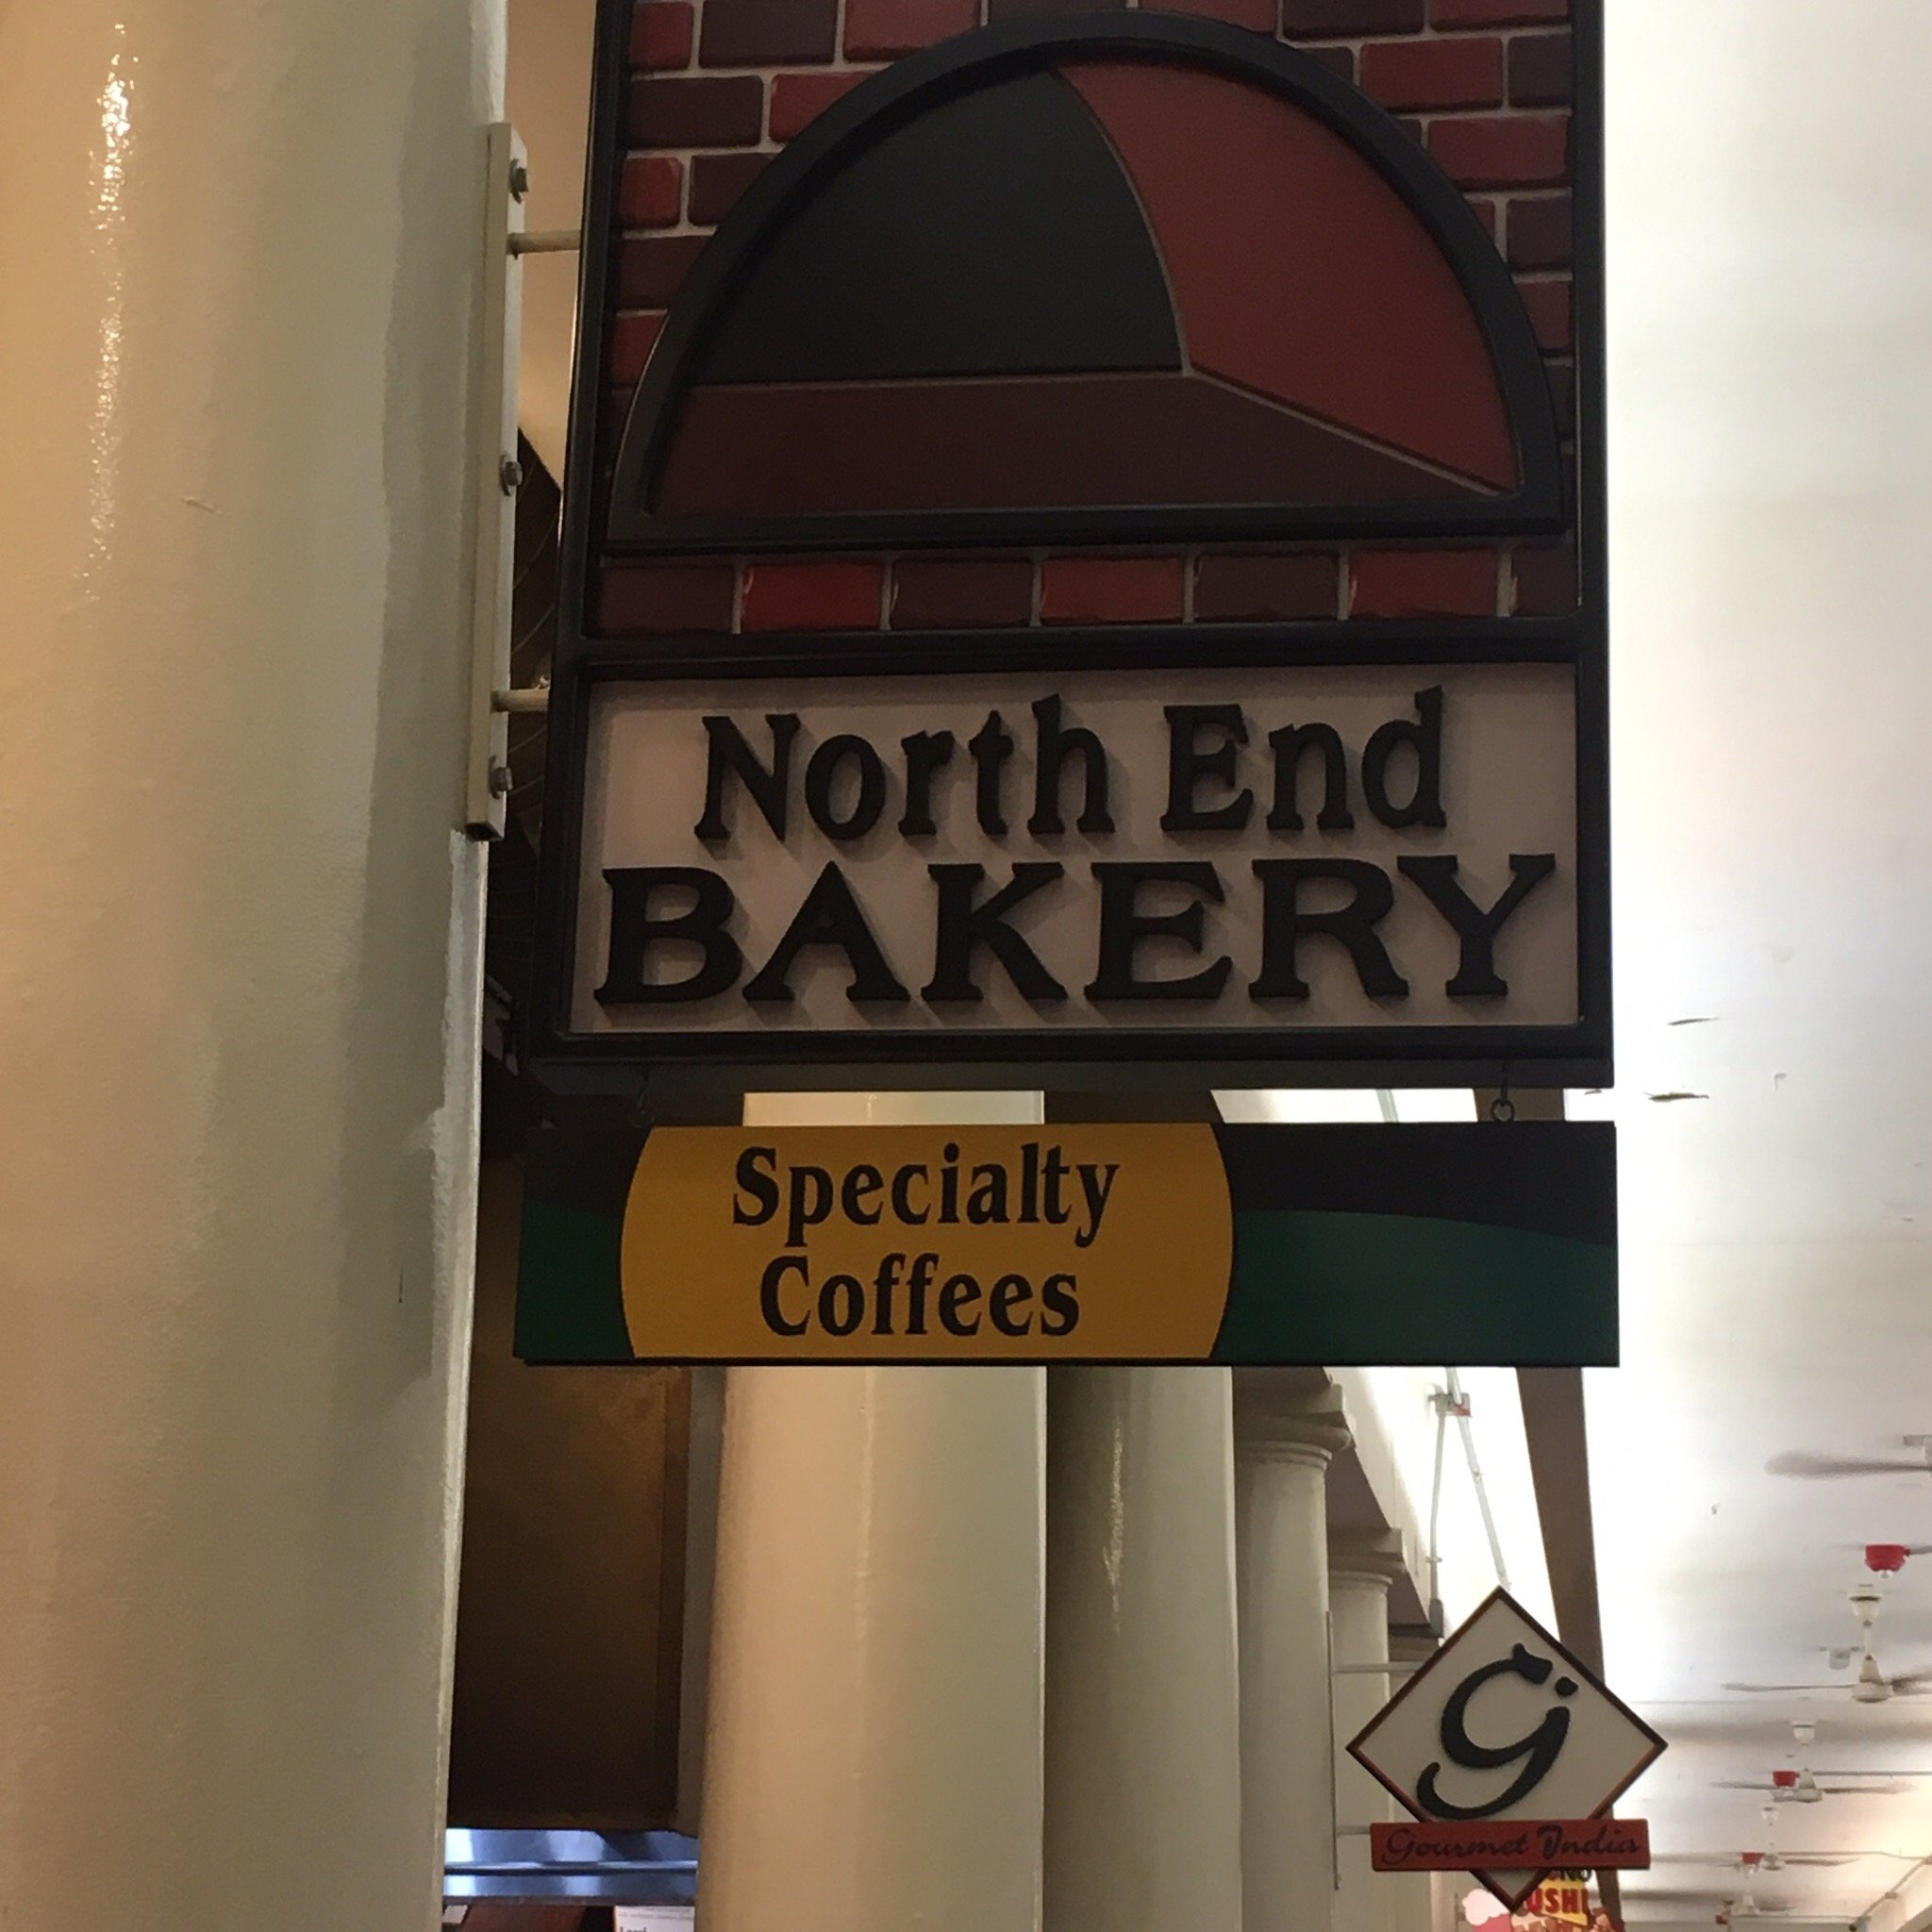 North End
BAKERY
Specialty
Coffees
G
Gourmet India